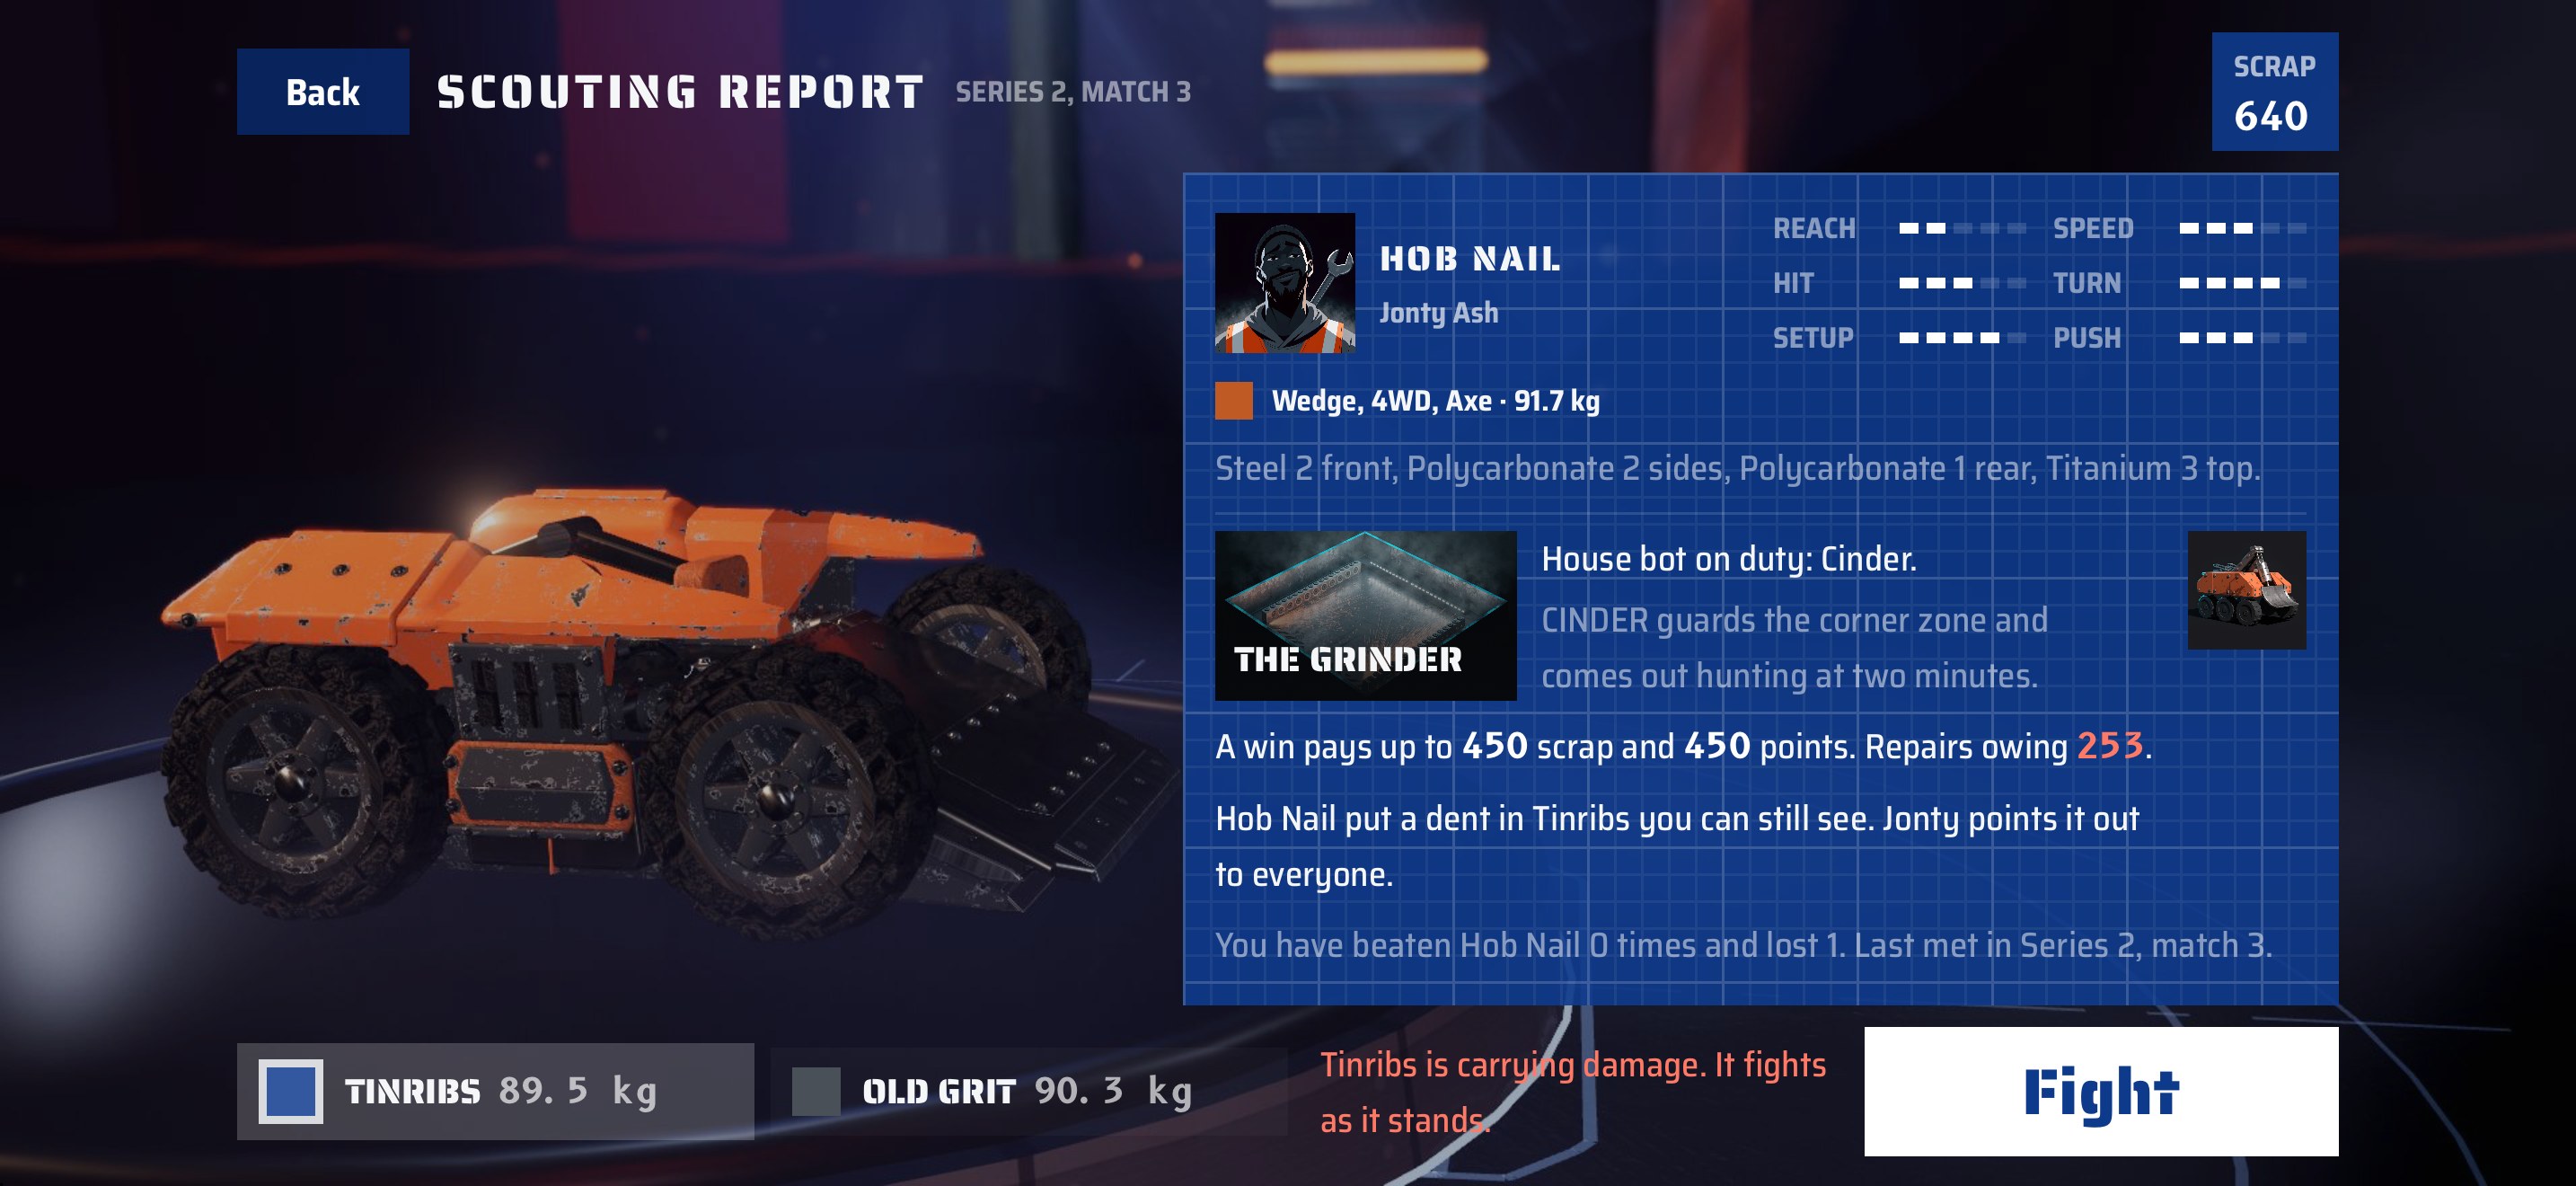 Back
SCOUTING REPORT
SERIES 2, MATCH 3
SCRAP
640
HOB NAIL
Jonty Ash
REACH
SPEED
HIT
TURN
SETUP
PUSH
Wedge, 4WD, Axe · 91.7 kg
Steel 2 front, Polycarbonate 2 sides, Polycarbonate 1 rear, Titanium 3 top.
THE GRINDER
House bot on duty: Cinder.
CINDER guards the corner zone and
comes out hunting at two minutes.
A win pays up to 450 scrap and 450 points. Repairs owing 253.
Hob Nail put a dent in Tinribs you can still see. Jonty points it out
to everyone.
You have beaten Hob Nail 0 times and lost 1. Last met in Series 2, match 3.
TINRIBS 89. 5 kg
OLD GRIT 90. 3 kg
Tinribs is carrying damage. It fights
as it stands.
Fight